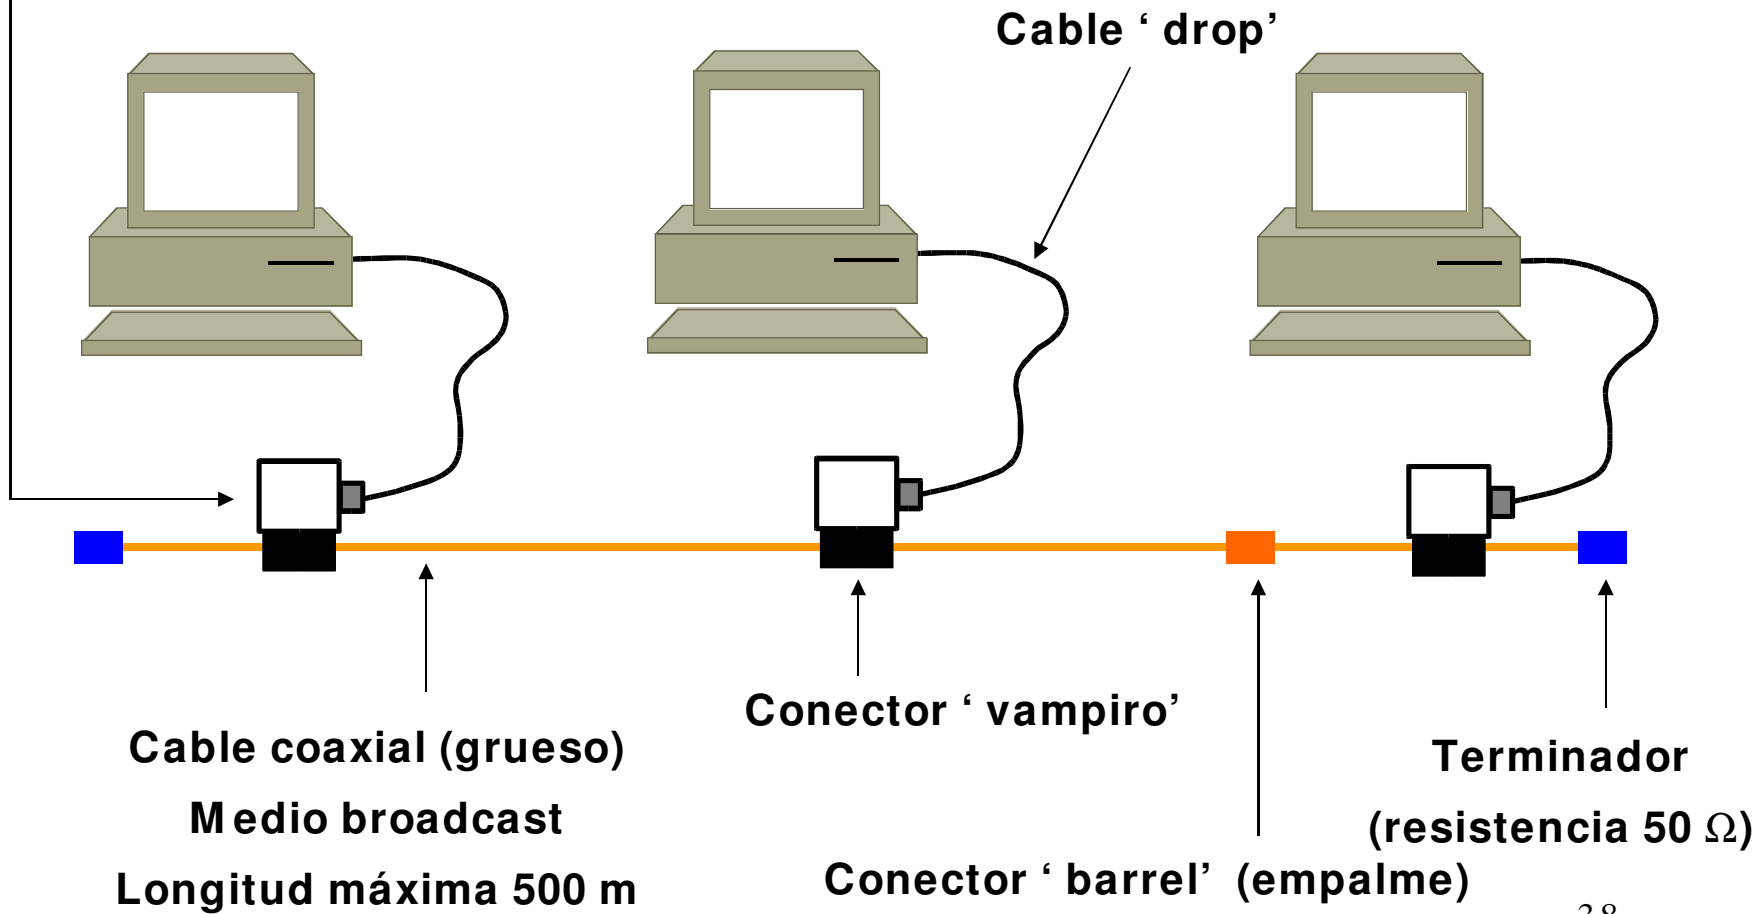 Cable ‘ drop’
Conector ‘ vampiro’
Cable coaxial (grueso)
Medio broadcast
Longitud máxima 500 m
Terminador
(resistencia 50 Ω)
Conector ‘ barrel’ (empalme)